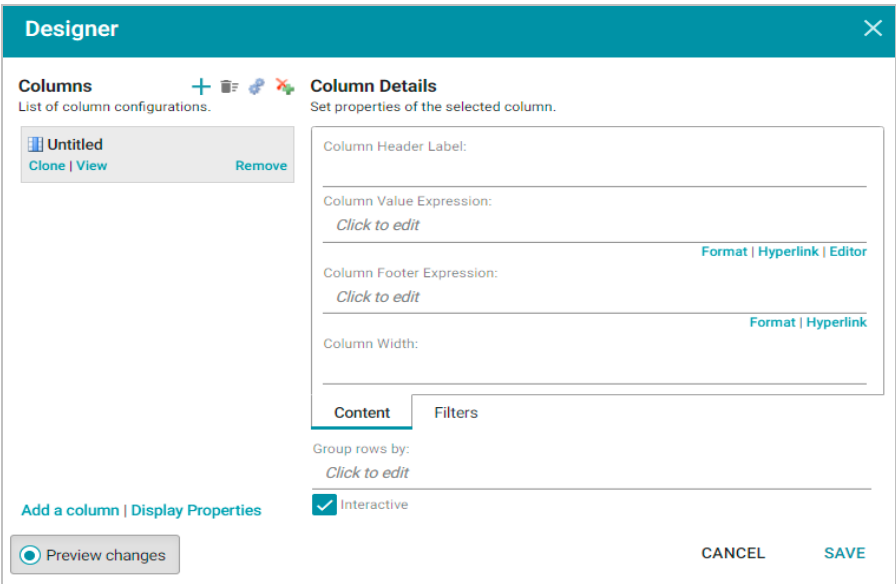 Designer
Columns
List of column configurations.
Untitled
Clone | View
Remove
Add a column | Display Properties
Preview changes
Column Details
Set properties of the selected column.
Column Header Label:
Column Value Expression:
Click to edit
Format | Hyperlink | Editor
Column Footer Expression:
Click to edit
Format | Hyperlink
Column Width:
Content
Filters
Group rows by:
Click to edit
Interactive
CANCEL
SAVE